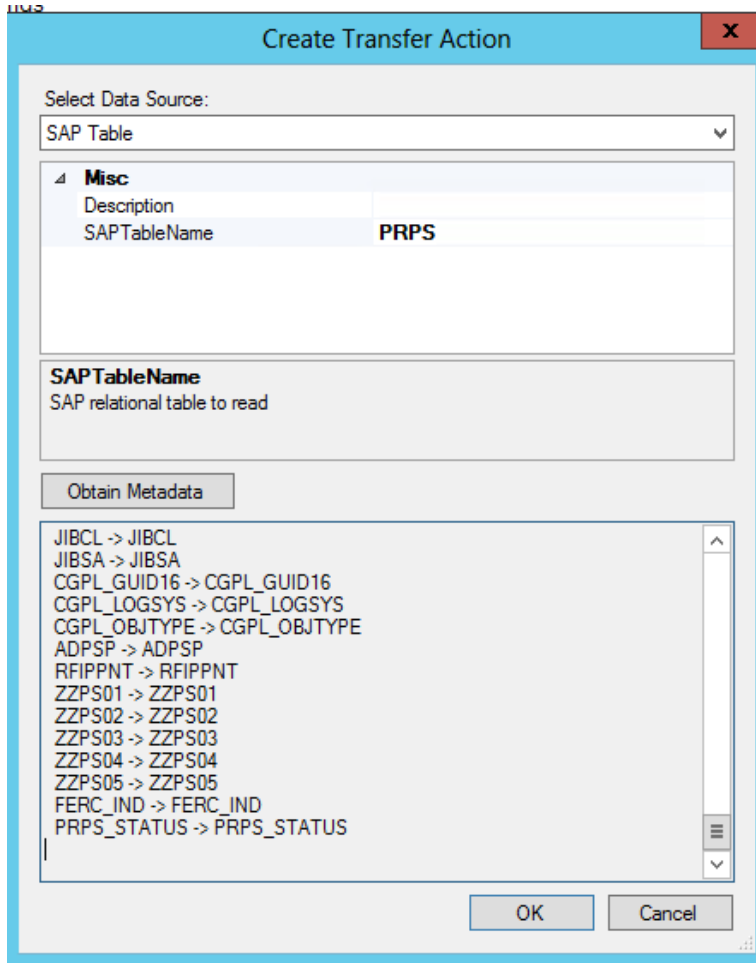 Create Transfer Action
x
Select Data Source:
SAP Table
Misc
Description
SAPTableName PRPS
SAPTableName
SAP relational table to read
Obtain Metadata
JIBCL -> JIBCL
JIBSA -> JIBSA
CGPL_GUID16 -> CGPL_GUID16
CGPL_LOGSYS -> CGPL_LOGSYS
CGPL_OBJTYPE -> CGPL_OBJTYPE
ADPSP -> ADPSP
RFIPPNT -> RFIPPNT
ZZPS01 -> ZZPS01
ZZPS02 -> ZZPS02
ZZPS03 -> ZZPS03
ZZPS04 -> ZZPS04
ZZPS05 -> ZZPS05
FERC_IND -> FERC_IND
PRPS_STATUS -> PRPS_STATUS
OK Cancel